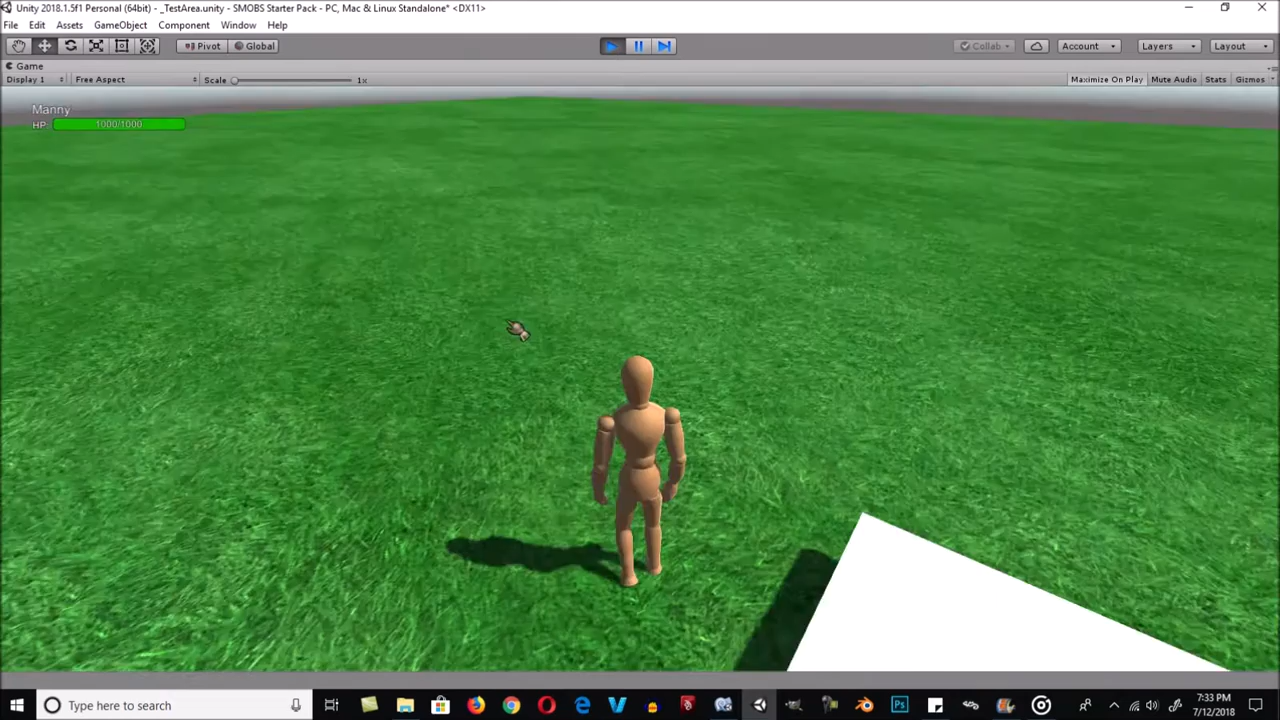 Unity 2018.1.5f1 Personal (64bit) - _TestArea.unity - SMOBS Starter Pack - PC, Mac & Linux Standalone* <DX11>
File Edit Assets GameObject Component Window Help
Pivot Global Collab Account Layers Layout
Game
Display 1 Free Aspect Scale 1x Maximize On Play Mute Audio Stats Gizmos
Manny
HP: 1000/1000
Type here to search
Ps
7:33 PM
7/12/2018